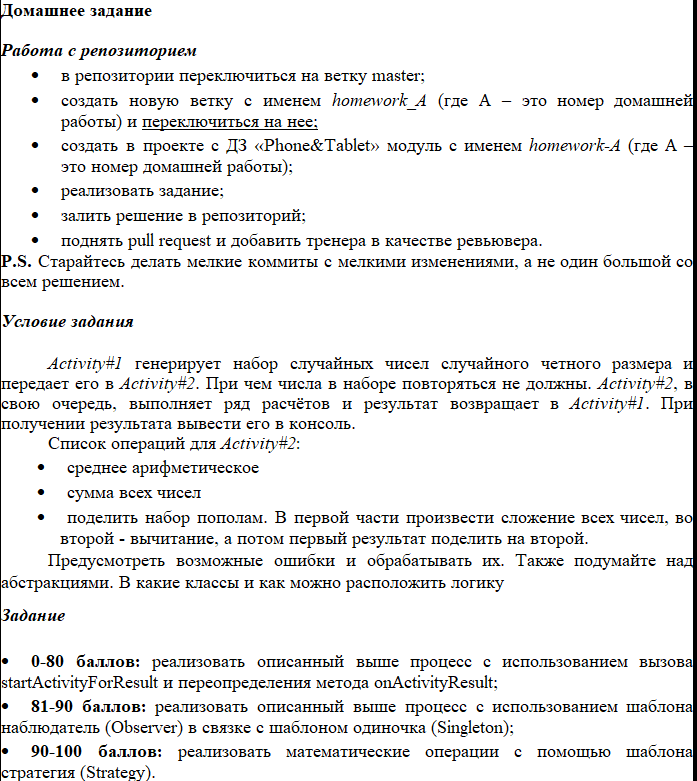 Домашнее задание
Работа с репозиторием
• в репозитории переключиться на ветку master;
• создать новую ветку с именем homework_A (где А – это номер домашней
работы) и переключиться на нее;
• создать в проекте с ДЗ «Phone&Tablet» модуль с именем homework-A (где А –
это номер домашней работы);
• реализовать задание;
• залить решение в репозиторий;
• поднять pull request и добавить тренера в качестве ревьювера.
P.S. Старайтесь делать мелкие коммиты с мелкими изменениями, а не один большой со
всем решением.
Условие задания
Activity#1 генерирует набор случайных чисел случайного четного размера и
передает его в Activity#2. При чем числа в наборе повторяться не должны. Activity#2, в
свою очередь, выполняет ряд расчётов и результат возвращает в Activity#1. При
получении результата вывести его в консоль.
Список операций для Activity#2:
• среднее арифметическое
• сумма всех чисел
• поделить набор пополам. В первой части произвести сложение всех чисел, во
второй - вычитание, а потом первый результат поделить на второй.
Предусмотреть возможные ошибки и обрабатывать их. Также подумайте над
абстракциями. В какие классы и как можно расположить логику
Задание
• 0-80 баллов: реализовать описанный выше процесс с использованием вызова
startActivityForResult и переопределения метода onActivityResult;
• 81-90 баллов: реализовать описанный выше процесс с использованием шаблона
наблюдатель (Observer) в связке с шаблоном одиночка (Singleton);
• 90-100 баллов: реализовать математические операции с помощью шаблона
стратегия (Strategy).